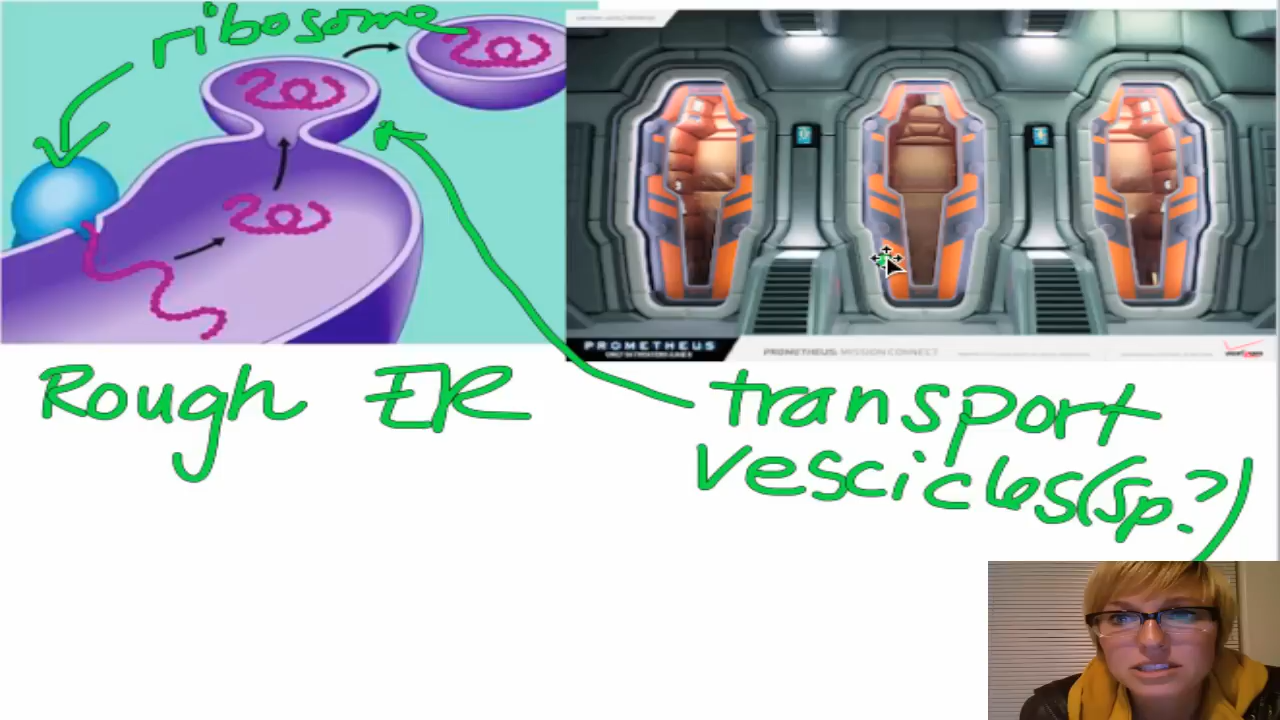 ribosome
PROMETHEUS
PROMETHEUS: MISSION CONNECT
Rough ER
transport
vescicles(sp?)